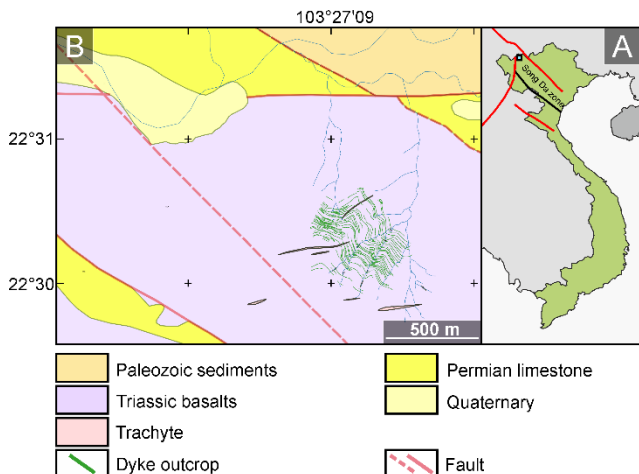 103°27'09
B
A
Song Da zone
22°31
22°30
500 m
Paleozoic sediments
Permian limestone
Triassic basalts
Quaternary
Trachyte
Dyke outcrop
Fault